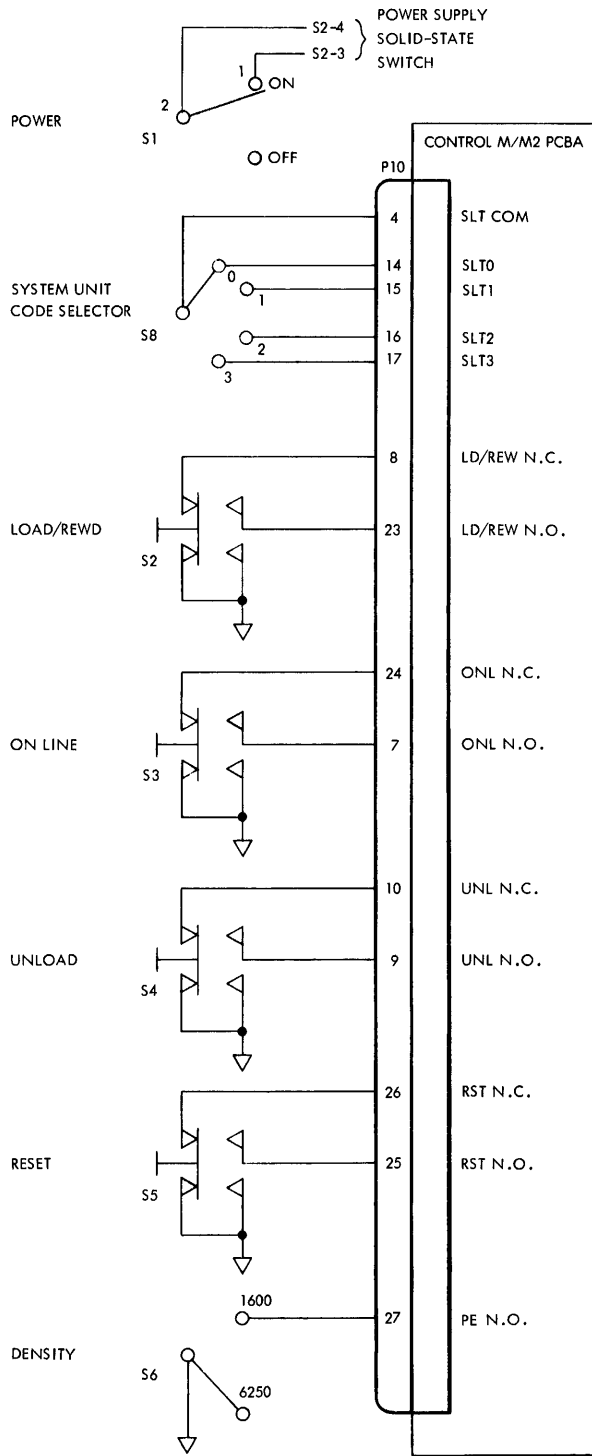 S2-4
POWER SUPPLY
SOLID-STATE
SWITCH
S2-3
1
ON
2
POWER
S1
OFF
CONTROL M/M2 PCBA
P10
4 SLT COM
14 SLT0
0
SYSTEM UNIT
CODE SELECTOR
1
15 SLT1
S8
2
16 SLT2
3
17 SLT3
8 LD/REW N.C.
LOAD/REWD
23 LD/REW N.O.
S2
24 ONL N.C.
ON LINE
7 ONL N.O.
S3
10 UNL N.C.
UNLOAD
9 UNL N.O.
S4
26 RST N.C.
RESET
25 RST N.O.
S5
1600
27 PE N.O.
DENSITY
S6
6250